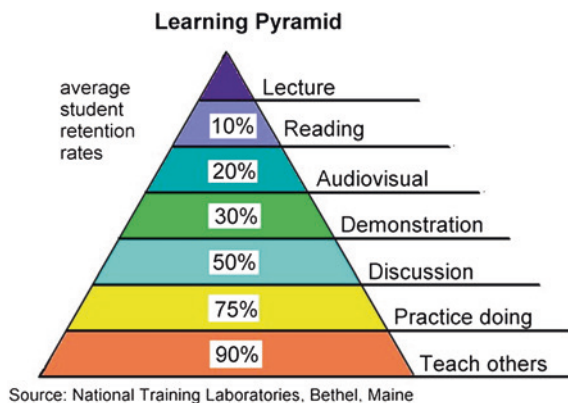 Learning Pyramid
average
student
retention
rates
Lecture
10% Reading
20% Audiovisual
30% Demonstration
50% Discussion
75% Practice doing
90% Teach others
Source: National Training Laboratories, Bethel, Maine